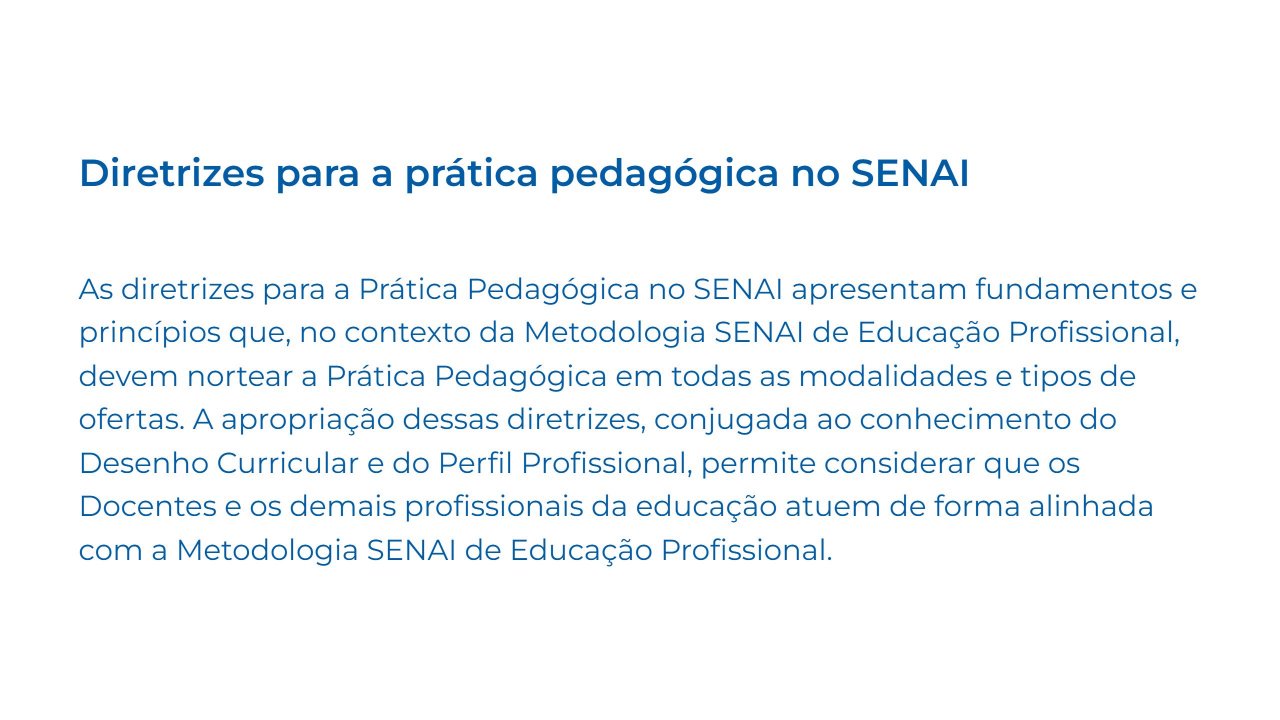 Diretrizes para a prática pedagógica no SENAI
As diretrizes para a Prática Pedagógica no SENAI apresentam fundamentos e
princípios que, no contexto da Metodologia SENAI de Educação Profissional,
devem nortear a Prática Pedagógica em todas as modalidades e tipos de
ofertas. A apropriação dessas diretrizes, conjugada ao conhecimento do
Desenho Curricular e do Perfil Profissional, permite considerar que os
Docentes e os demais profissionais da educação atuem de forma alinhada
com a Metodologia SENAI de Educação Profissional.